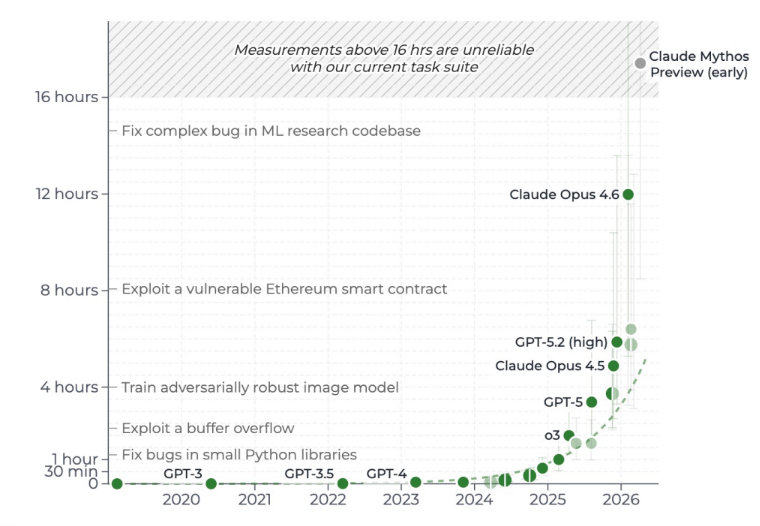 Measurements above 16 hrs are unreliable
with our current task suite
Claude Mythos
Preview (early)
16 hours
Fix complex bug in ML research codebase
12 hours
Claude Opus 4.6
8 hours
Exploit a vulnerable Ethereum smart contract
GPT-5.2 (high)
Claude Opus 4.5
4 hours
Train adversarially robust image model
GPT-5
Exploit a buffer overflow
o3
1 hour
Fix bugs in small Python libraries
30 min
GPT-3
GPT-3.5
GPT-4
0
2020
2021
2022
2023
2024
2025
2026